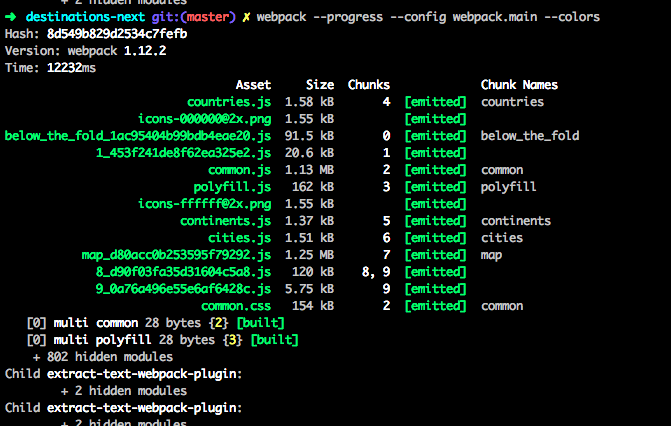 + 2 hidden modules
➜ destinations-next git:(master) ✗ webpack --progress --config webpack.main --colors
Hash: 8d549b829d2534c7fefb
Version: webpack 1.12.2
Time: 12232ms
Asset Size Chunks Chunk Names
countries.js 1.58 kB 4 [emitted] countries
icons-000000@2x.png 1.55 kB [emitted]
below_the_fold_1ac95404b99bdb4eae20.js 91.5 kB 0 [emitted] below_the_fold
1_453f241de8f62ea325e2.js 20.6 kB 1 [emitted]
common.js 1.13 MB 2 [emitted] common
polyfill.js 162 kB 3 [emitted] polyfill
icons-ffffff@2x.png 1.55 kB [emitted]
continents.js 1.37 kB 5 [emitted] continents
cities.js 1.51 kB 6 [emitted] cities
map_d80acc0b253595f79292.js 1.25 MB 7 [emitted] map
8_d90f03fa35d31604c5a8.js 120 kB 8, 9 [emitted]
9_0a76a496e55e6af6428c.js 5.75 kB 9 [emitted]
common.css 154 kB 2 [emitted] common
[0] multi common 28 bytes {2} [built]
[0] multi polyfill 28 bytes {3} [built]
+ 802 hidden modules
Child extract-text-webpack-plugin:
+ 2 hidden modules
Child extract-text-webpack-plugin:
+ 2 hidden modules